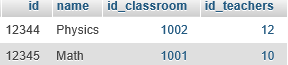 id name id_classroom id_teachers
12344 Physics 1002 12
12345 Math 1001 10